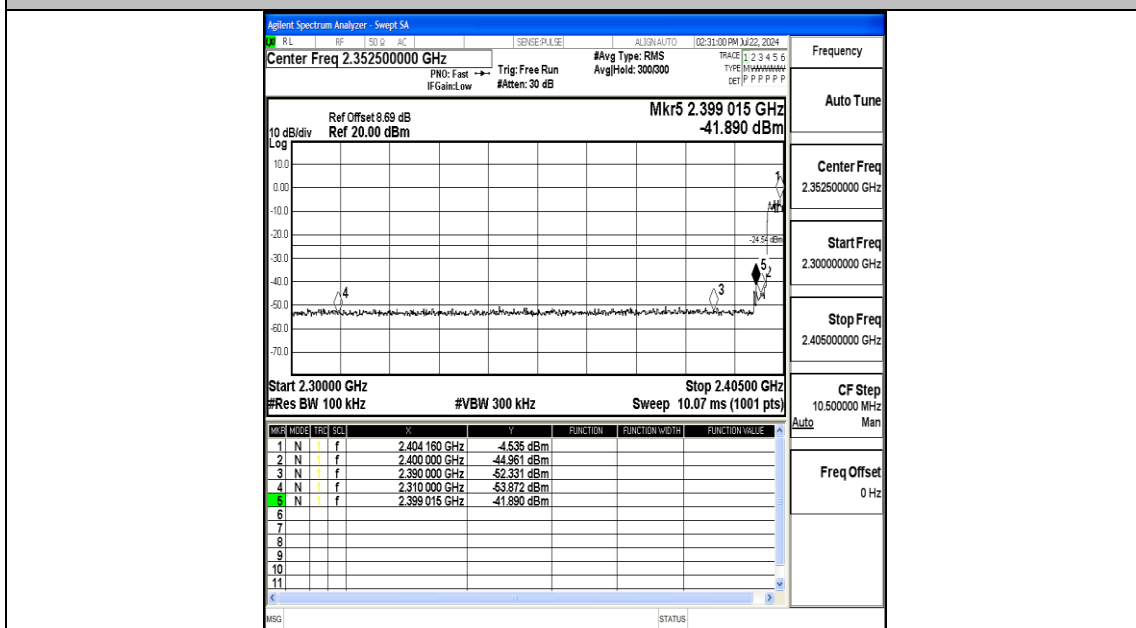 Agilent Spectrum Analyzer - Swept SA
LXI RL RF 50 Ω AC SENSE:PULSE ALIGN AUTO 02:31:00 PM Jul 22, 2024
Center Freq 2.352500000 GHz
PNO: Fast
IFGain:Low
Trig: Free Run
#Atten: 30 dB
#Avg Type: RMS
Avg|Hold: 300/300
TRACE 1 2 3 4 5 6
TYPE MWWWWW
DET P P P P P P
Mkr5 2.399 015 GHz
-41.890 dBm
Ref Offset 8.69 dB
10 dB/div Ref 20.00 dBm
Log
10.0
0.00
-10.0
-20.0
-30.0
-40.0
-50.0
-60.0
-70.0
1
-24.54 dBm
5
2
3
4
Start 2.30000 GHz Stop 2.40500 GHz
#Res BW 100 kHz #VBW 300 kHz Sweep 10.07 ms (1001 pts)
MKR MODE TRC SCL X Y FUNCTION FUNCTION WIDTH FUNCTION VALUE
1 N 1 f 2.404 160 GHz -4.535 dBm
2 N 1 f 2.400 000 GHz -44.961 dBm
3 N 1 f 2.390 000 GHz -52.331 dBm
4 N 1 f 2.310 000 GHz -53.872 dBm
5 N 1 f 2.399 015 GHz -41.890 dBm
6
7
8
9
10
11
MSG STATUS
Frequency
Auto Tune
Center Freq
2.352500000 GHz
Start Freq
2.300000000 GHz
Stop Freq
2.405000000 GHz
CF Step
10.500000 MHz
Auto Man
Freq Offset
0 Hz